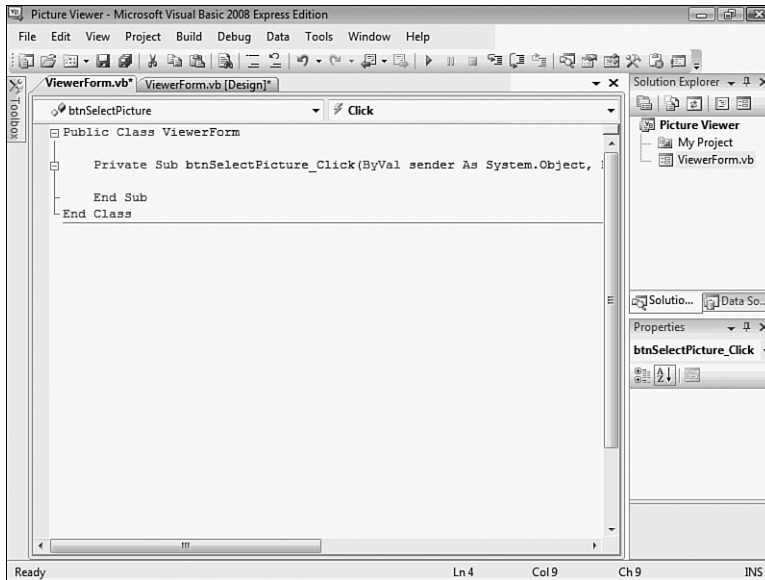 Picture Viewer - Microsoft Visual Basic 2008 Express Edition
File Edit View Project Build Debug Data Tools Window Help
Toolbox
ViewerForm.vb* ViewerForm.vb [Design]*
Solution Explorer
btnSelectPicture Click
Public Class ViewerForm
Private Sub btnSelectPicture_Click(ByVal sender As System.Object,
End Sub
End Class
Picture Viewer
My Project
ViewerForm.vb
Solutio... Data So...
Properties
btnSelectPicture_Click
Ready Ln 4 Col 9 Ch 9 INS